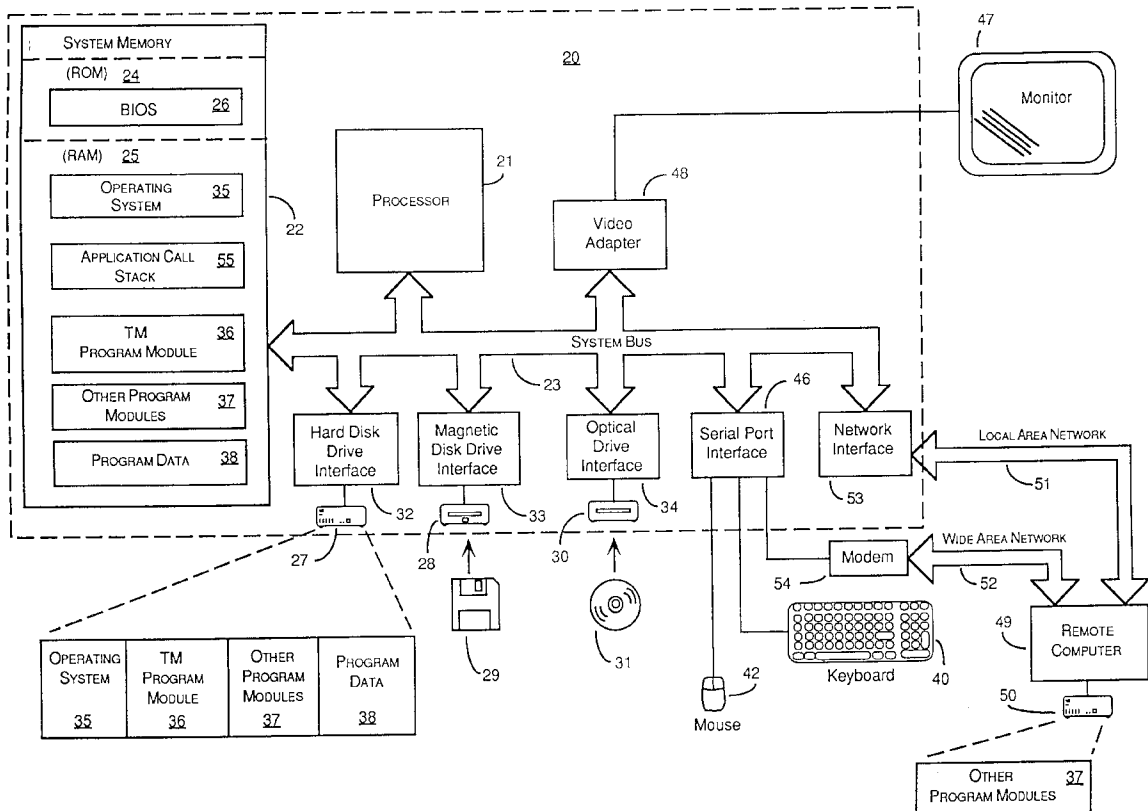 SYSTEM MEMORY
(ROM) 24
BIOS 26
(RAM) 25
OPERATING 35
SYSTEM
APPLICATION CALL 55
STACK
TM 36
PROGRAM MODULE
OTHER PROGRAM 37
MODULES
PROGRAM DATA 38
22
20
21
PROCESSOR
48
Video
Adapter
47
Monitor
SYSTEM BUS
23
46
Hard Disk
Drive
Interface
32
Magnetic
Disk Drive
Interface
33
Optical
Drive
Interface
34
Serial Port
Interface
Network
Interface
53
LOCAL AREA NETWORK
51
27
28
30
29
31
WIDE AREA NETWORK
52
Modem
54
Keyboard
40
42
Mouse
49
REMOTE
COMPUTER
50
OPERATING
SYSTEM
35
TM
PROGRAM
MODULE
36
OTHER
PROGRAM
MODULES
37
PROGRAM
DATA
38
OTHER 37
PROGRAM MODULES